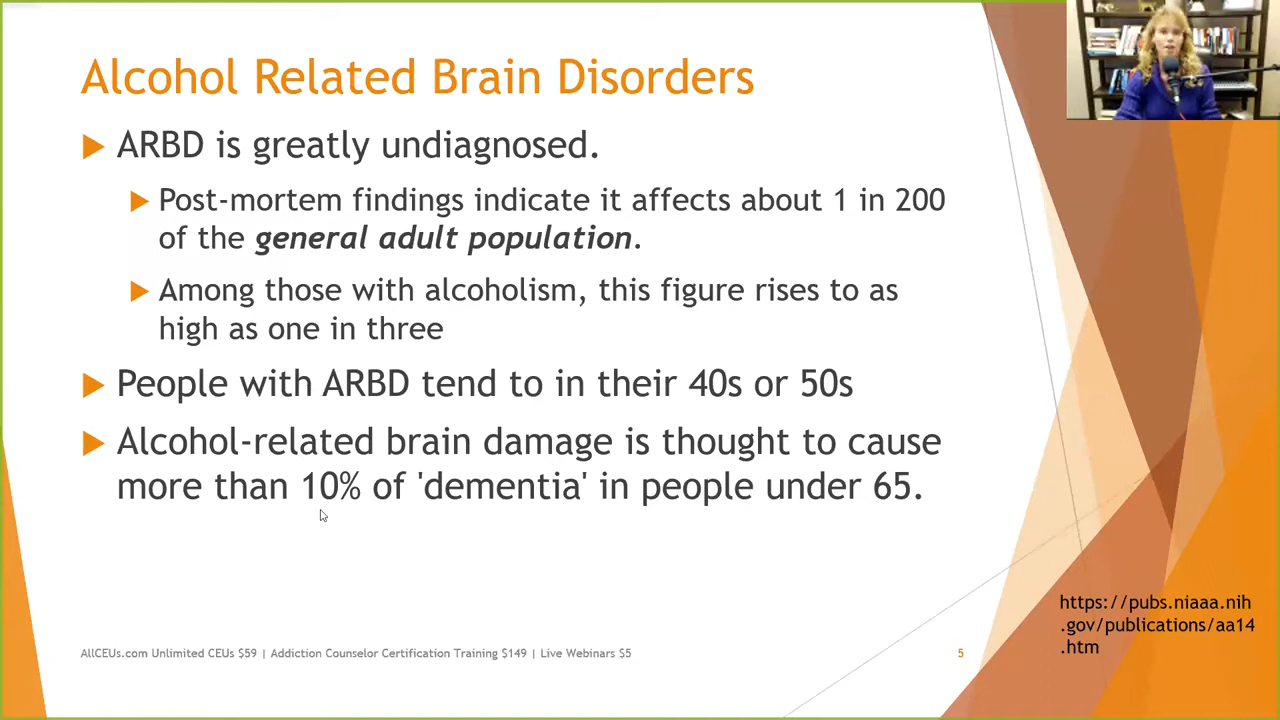 Alcohol Related Brain Disorders
ARBD is greatly undiagnosed.
Post-mortem findings indicate it affects about 1 in 200
of the general adult population.
Among those with alcoholism, this figure rises to as
high as one in three
People with ARBD tend to in their 40s or 50s
Alcohol-related brain damage is thought to cause
more than 10% of 'dementia' in people under 65.
https://pubs.niaaa.nih
.gov/publications/aa14
.htm
AllCEUs.com Unlimited CEUs $59 | Addiction Counselor Certification Training $149 | Live Webinars $5
5